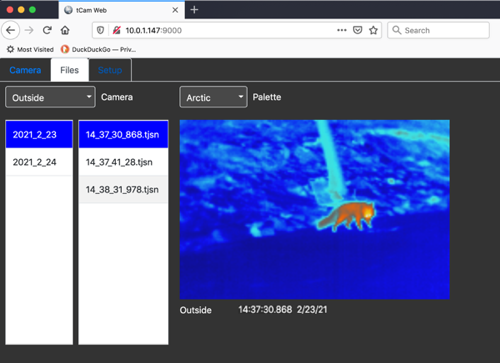 tCam Web
10.0.1.147:9000
Search
Most Visited
DuckDuckGo — Priv...
Camera
Files
Setup
Outside
Camera
Arctic
Palette
2021_2_23
2021_2_24
14_37_30_868.tjsn
14_37_41_28.tjsn
14_38_31_978.tjsn
Outside
14:37:30.868 2/23/21